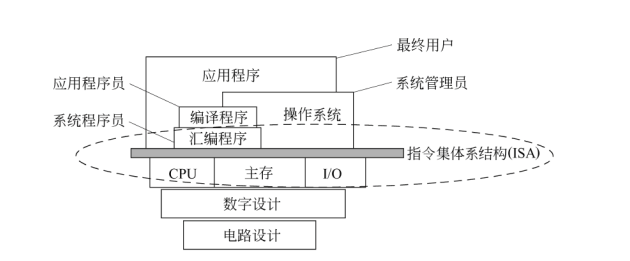 最终用户
应用程序
应用程序员
系统管理员
编译程序
操作系统
系统程序员
汇编程序
指令集体系结构(ISA)
CPU
主存
I/O
数字设计
电路设计